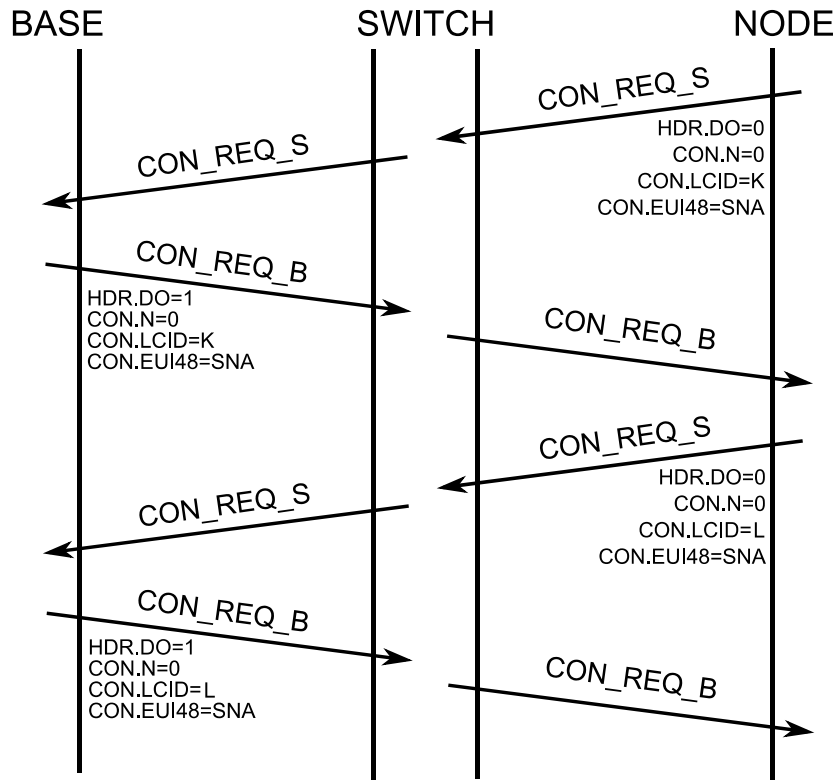 BASE SWITCH NODE
CON_REQ_S
HDR.DO=0
CON.N=0
CON.LCID=K
CON.EUI48=SNA
CON_REQ_S
CON_REQ_B
HDR.DO=1
CON.N=0
CON.LCID=K
CON.EUI48=SNA
CON_REQ_B
CON_REQ_S
HDR.DO=0
CON.N=0
CON.LCID=L
CON.EUI48=SNA
CON_REQ_S
CON_REQ_B
HDR.DO=1
CON.N=0
CON.LCID=L
CON.EUI48=SNA
CON_REQ_B